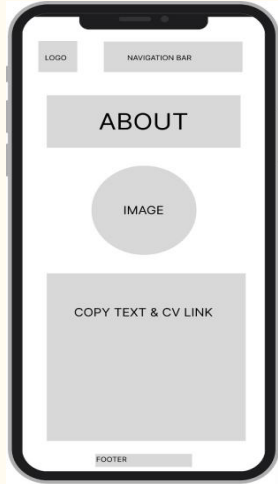 LOGO
NAVIGATION BAR
ABOUT
IMAGE
COPY TEXT & CV LINK
FOOTER